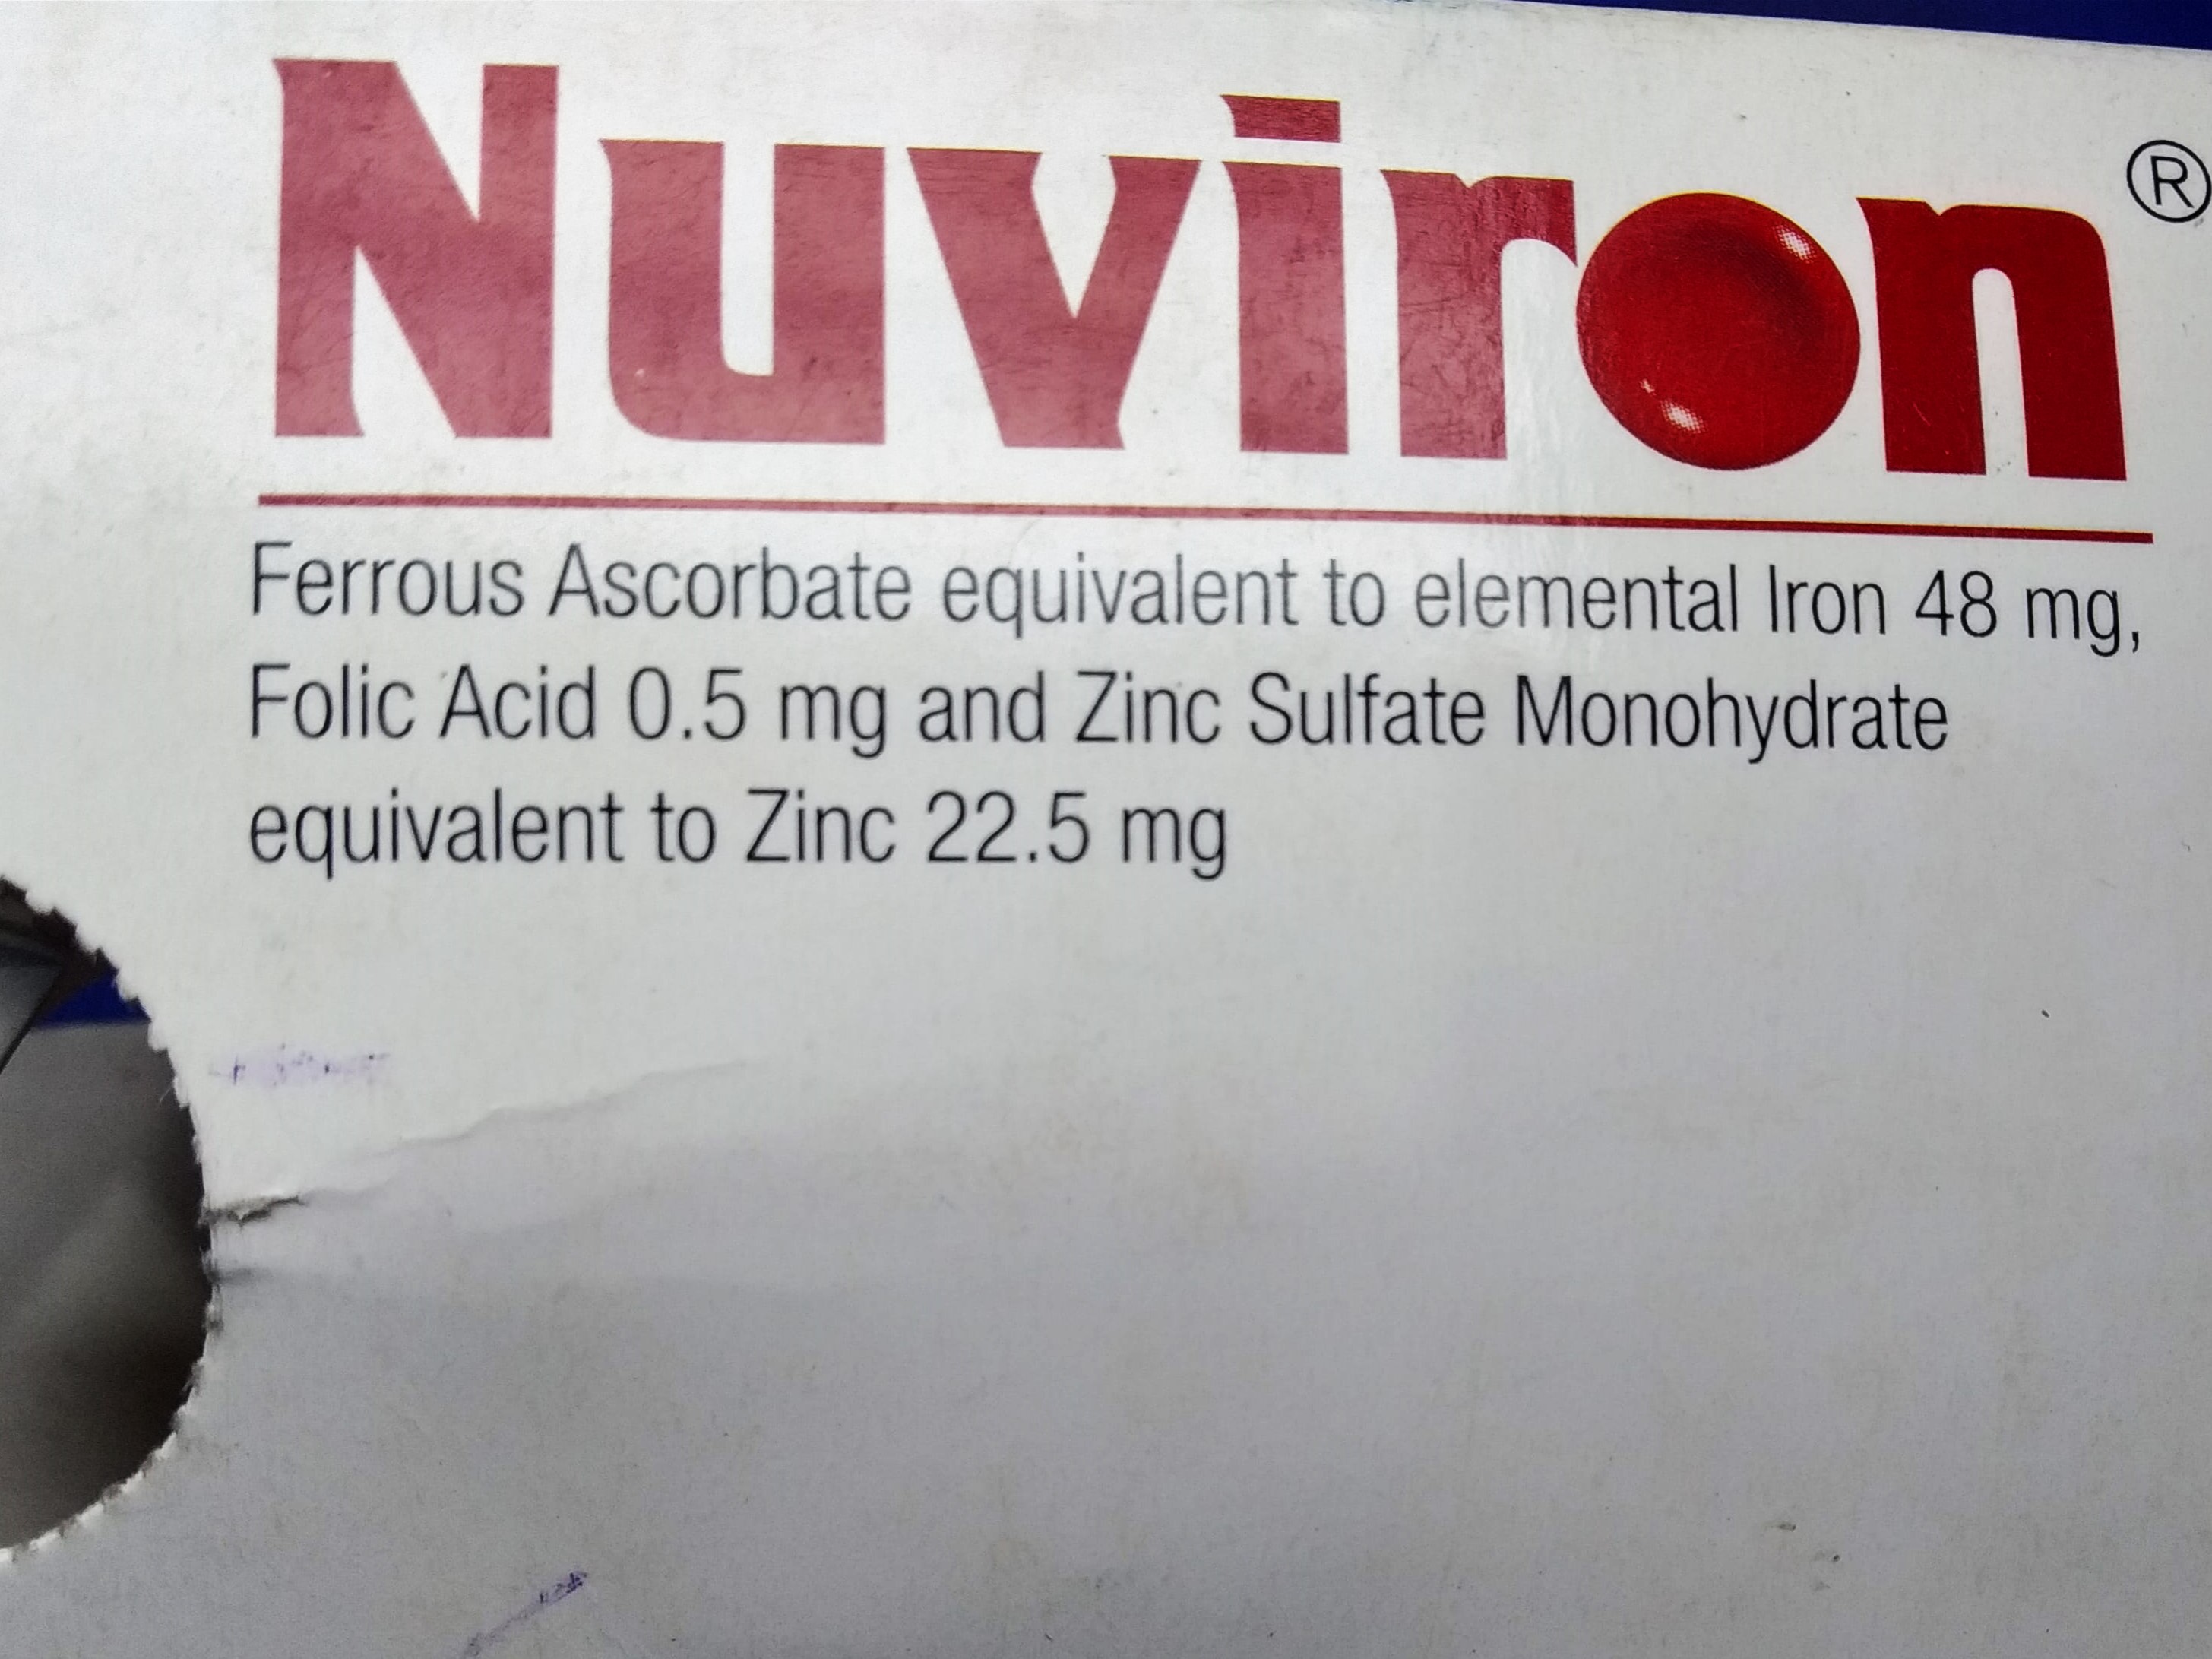 Nuviron®
Ferrous Ascorbate equivalent to elemental Iron 48 mg,
Folic Acid 0.5 mg and Zinc Sulfate Monohydrate
equivalent to Zinc 22.5 mg